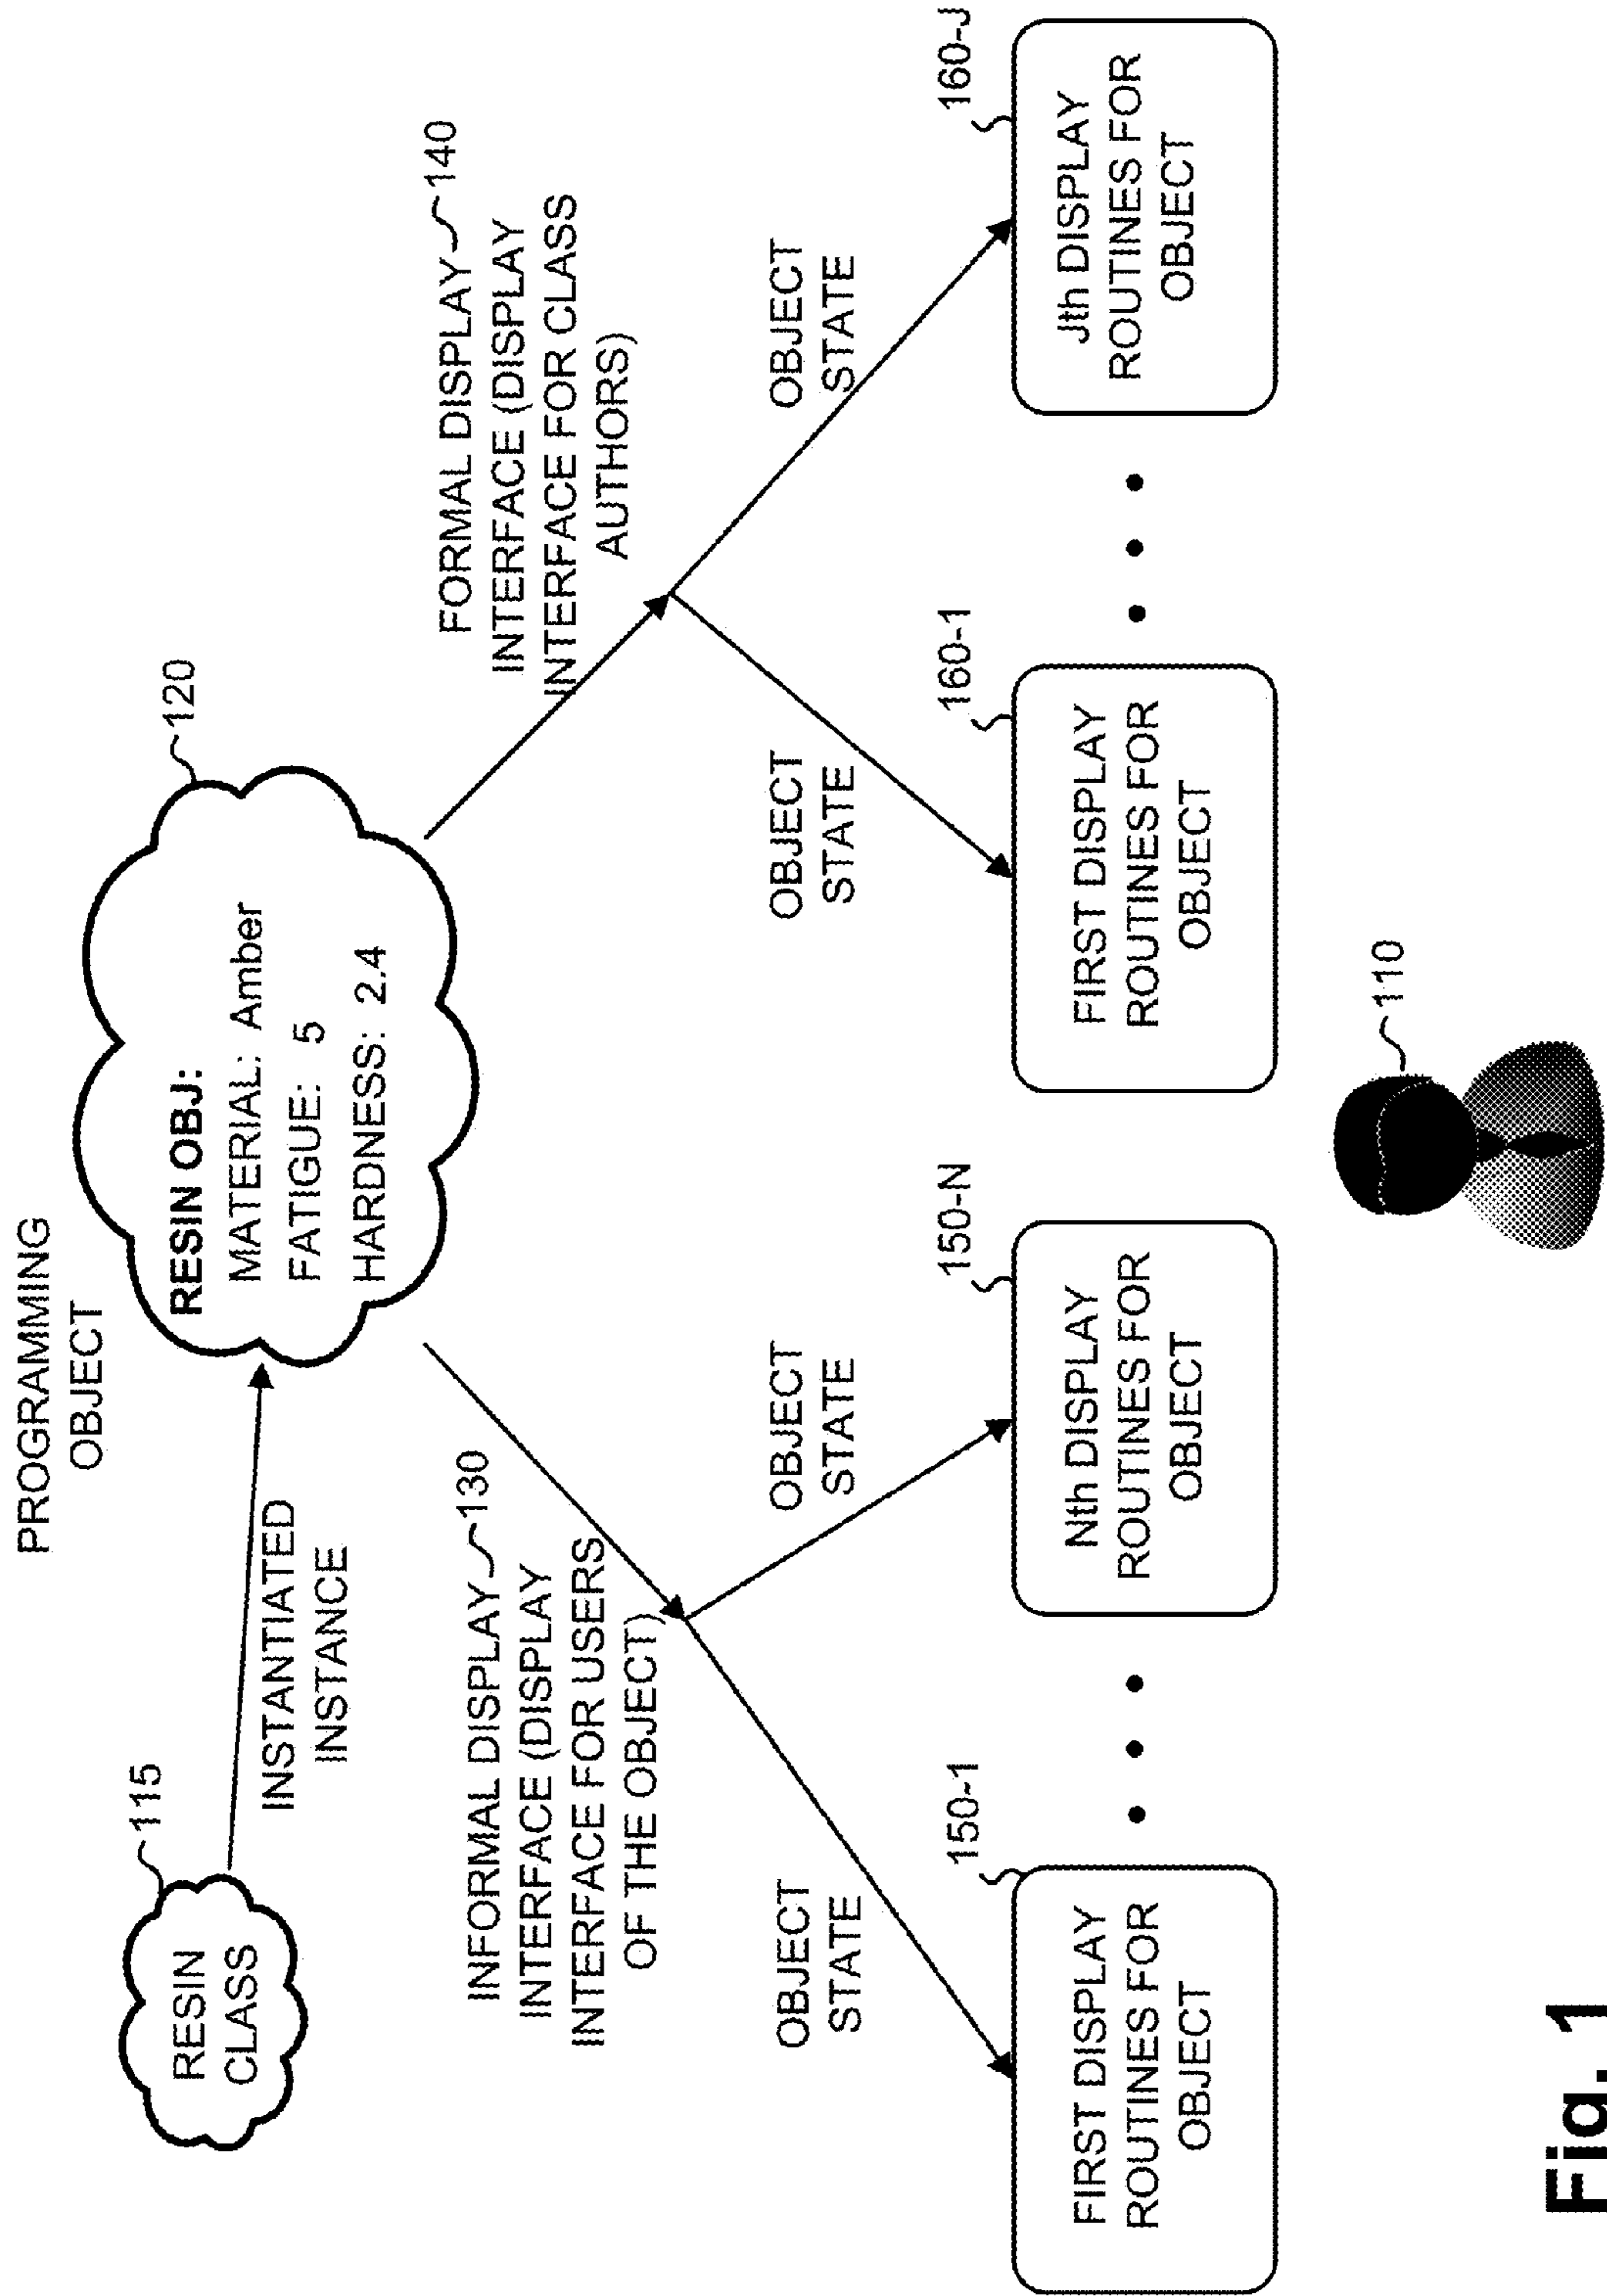 PROGRAMMING
OBJECT
115
RESIN
CLASS
INSTANTIATED
INSTANCE
120
RESIN OBJ:
MATERIAL: Amber
FATIGUE: 5
HARDNESS: 2.4
INFORMAL DISPLAY 130
INTERFACE (DISPLAY
INTERFACE FOR USERS
OF THE OBJECT)
FORMAL DISPLAY 140
INTERFACE (DISPLAY
INTERFACE FOR CLASS
AUTHORS)
OBJECT
STATE
OBJECT
STATE
OBJECT
STATE
OBJECT
STATE
150-1
FIRST DISPLAY
ROUTINES FOR
OBJECT
150-N
Nth DISPLAY
ROUTINES FOR
OBJECT
160-1
FIRST DISPLAY
ROUTINES FOR
OBJECT
160-J
Jth DISPLAY
ROUTINES FOR
OBJECT
110
Fig. 1